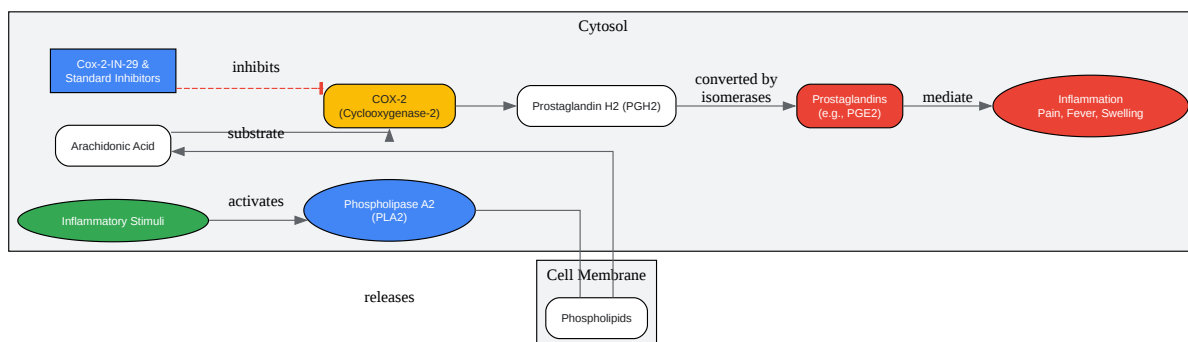 Cytosol
Cox-2-IN-29 &
Standard Inhibitors
inhibits
COX-2
(Cyclooxygenase-2)
Prostaglandin H2 (PGH2)
converted by
isomerases
Prostaglandins
(e.g., PGE2)
mediate
Inflammation
Pain, Fever, Swelling
Arachidonic Acid
substrate
Inflammatory Stimuli
activates
Phospholipase A2
(PLA2)
Cell Membrane
releases
Phospholipids